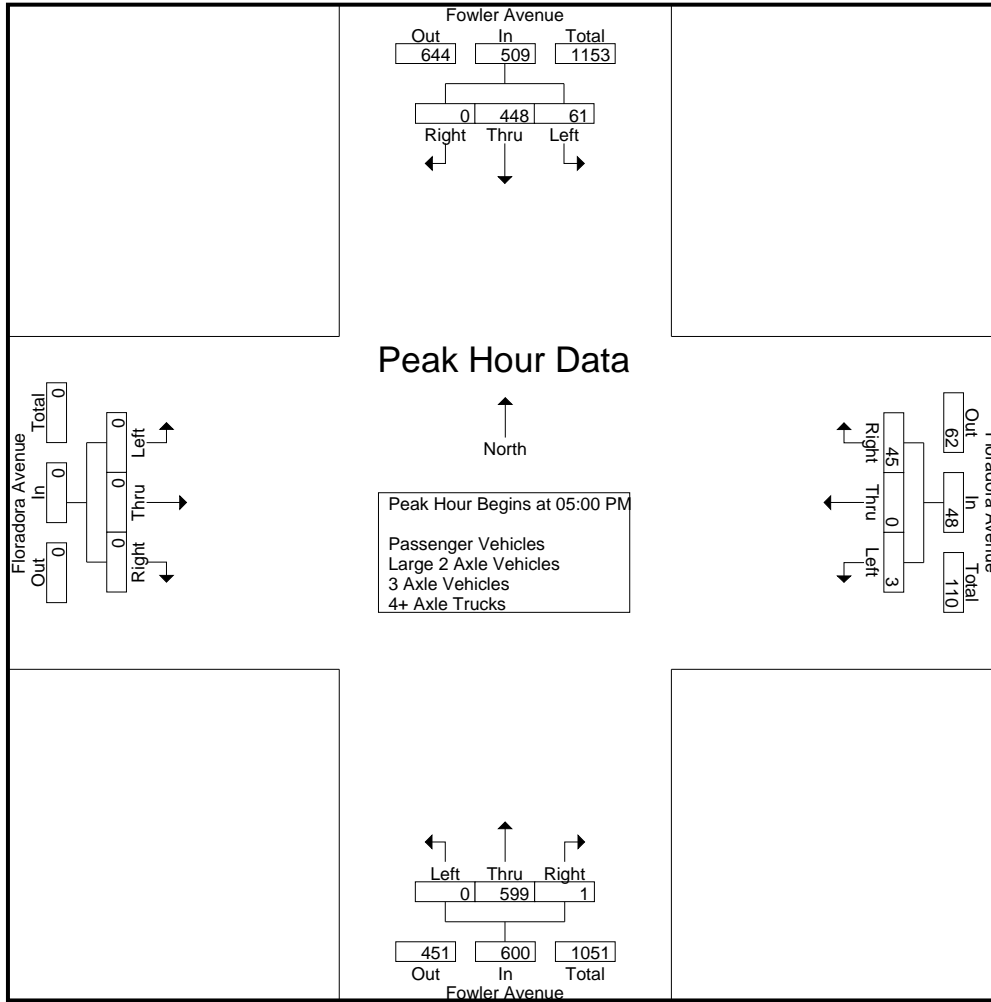 Fowler Avenue
Out In Total
644 509 1153
0 448 61
Right Thru Left
Peak Hour Data
North
Peak Hour Begins at 05:00 PM
Passenger Vehicles
Large 2 Axle Vehicles
3 Axle Vehicles
4+ Axle Trucks
Floradora Avenue
Out In Total
0 0 0
0 0 0
Right Thru Left
Floradora Avenue
Out In Total
62 48 110
45 0 3
Right Thru Left
Left Thru Right
0 599 1
451 600 1051
Out In Total
Fowler Avenue